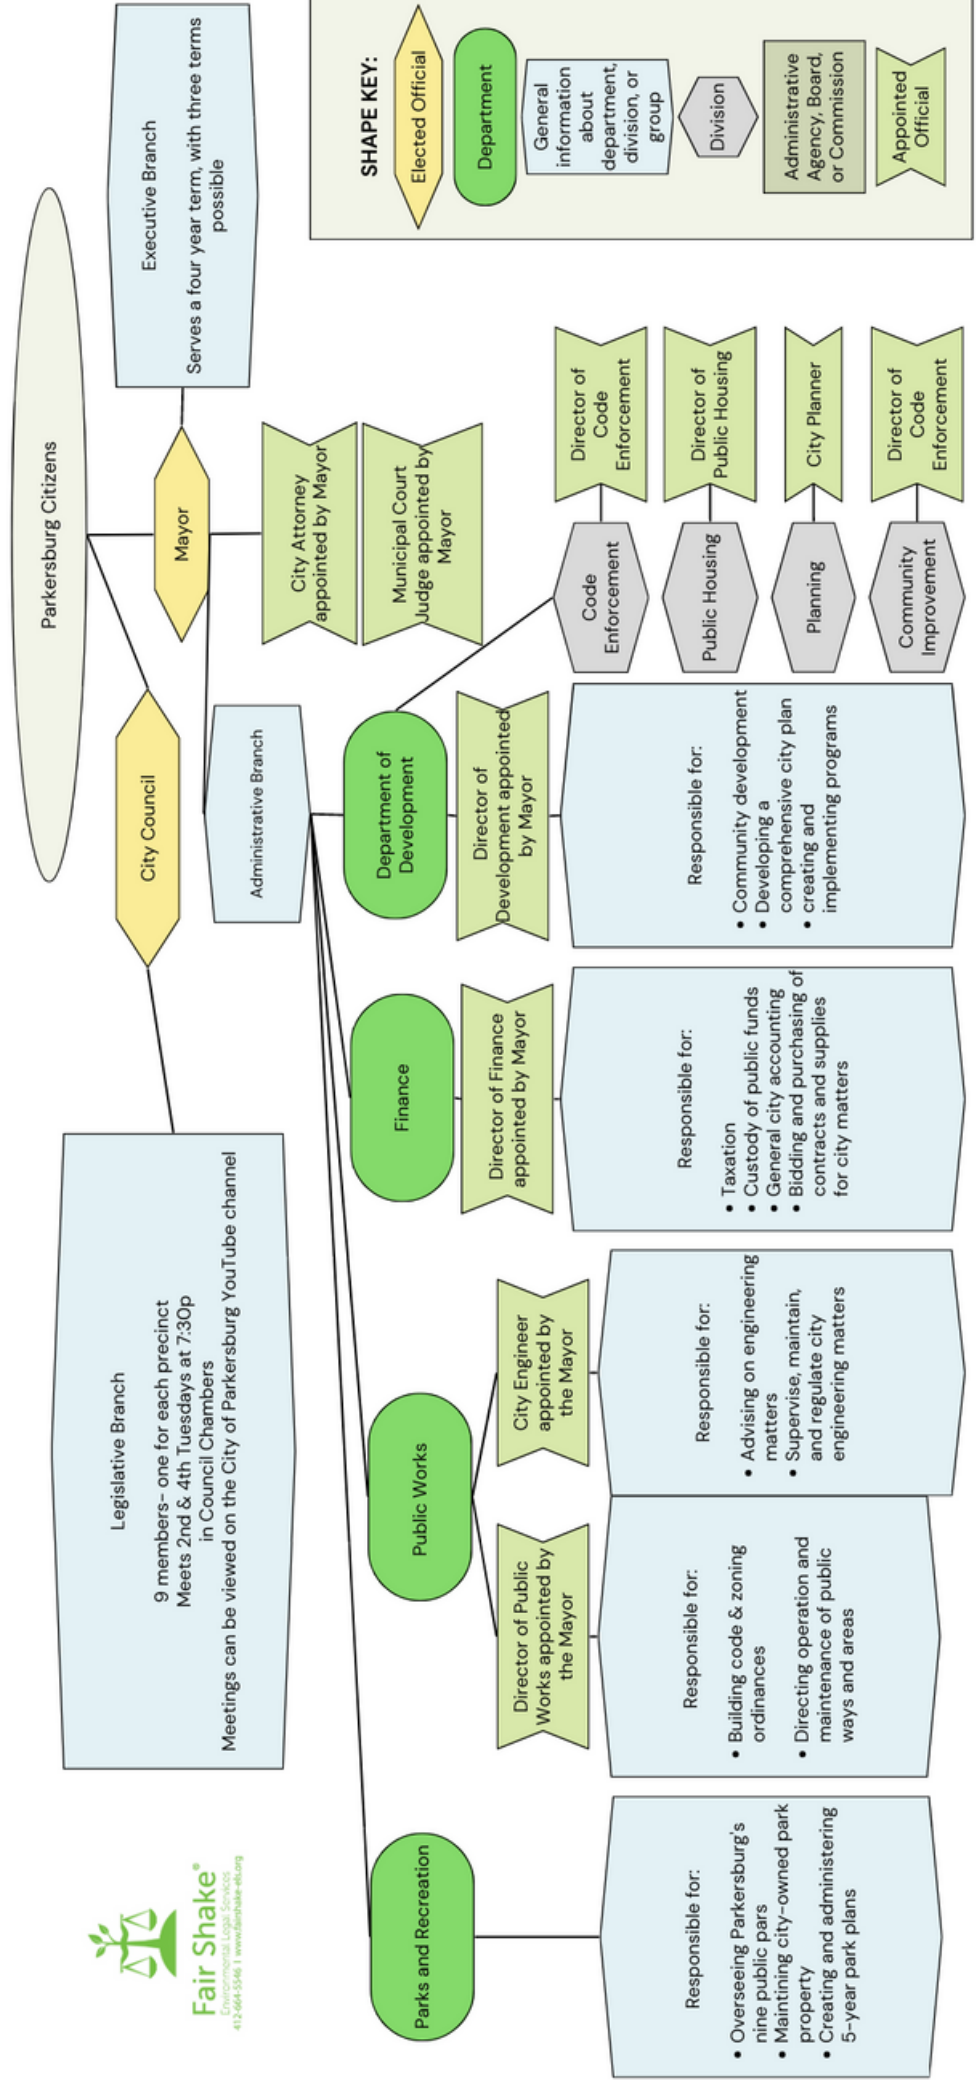 Parkersburg Citizens
Fair Shake®
Environmental Legal Services
412-664-5546 I www.fairshake-els.org
Legislative Branch
9 members- one for each precinct
Meets 2nd & 4th Tuesdays at 7:30p
in Council Chambers
Meetings can be viewed on the City of Parkersburg YouTube channel
City Council
Mayor
Executive Branch
Serves a four year term, with three terms
possible
Administrative Branch
City Attorney
appointed by Mayor
Municipal Court
Judge appointed by
Mayor
SHAPE KEY:
Elected Official
Department
General
information
about
department,
division, or
group
Division
Administrative
Agency, Board,
or Commission
Appointed
Official
Parks and Recreation
Responsible for:
• Overseeing Parkersburg's
nine public pars
• Maintining city-owned park
property
• Creating and administering
5-year park plans
Public Works
Director of Public
Works appointed by
the Mayor
Responsible for:
• Building code & zoning
ordinances
• Directing operation and
maintenance of public
ways and areas
City Engineer
appointed by
the Mayor
Responsible for:
• Advising on engineering
matters
• Supervise, maintain,
and regulate city
engineering matters
Finance
Director of Finance
appointed by Mayor
Responsible for:
• Taxation
• Custody of public funds
• General city accounting
• Bidding and purchasing of
contracts and supplies
for city matters
Department of
Development
Director of
Development appointed
by Mayor
Responsible for:
• Community development
• Developing a
comprehensive city plan
• creating and
implementing programs
Code
Enforcement
Director of
Code
Enforcement
Public Housing
Director of
Public Housing
Planning
City Planner
Community
Improvement
Director of
Code
Enforcement